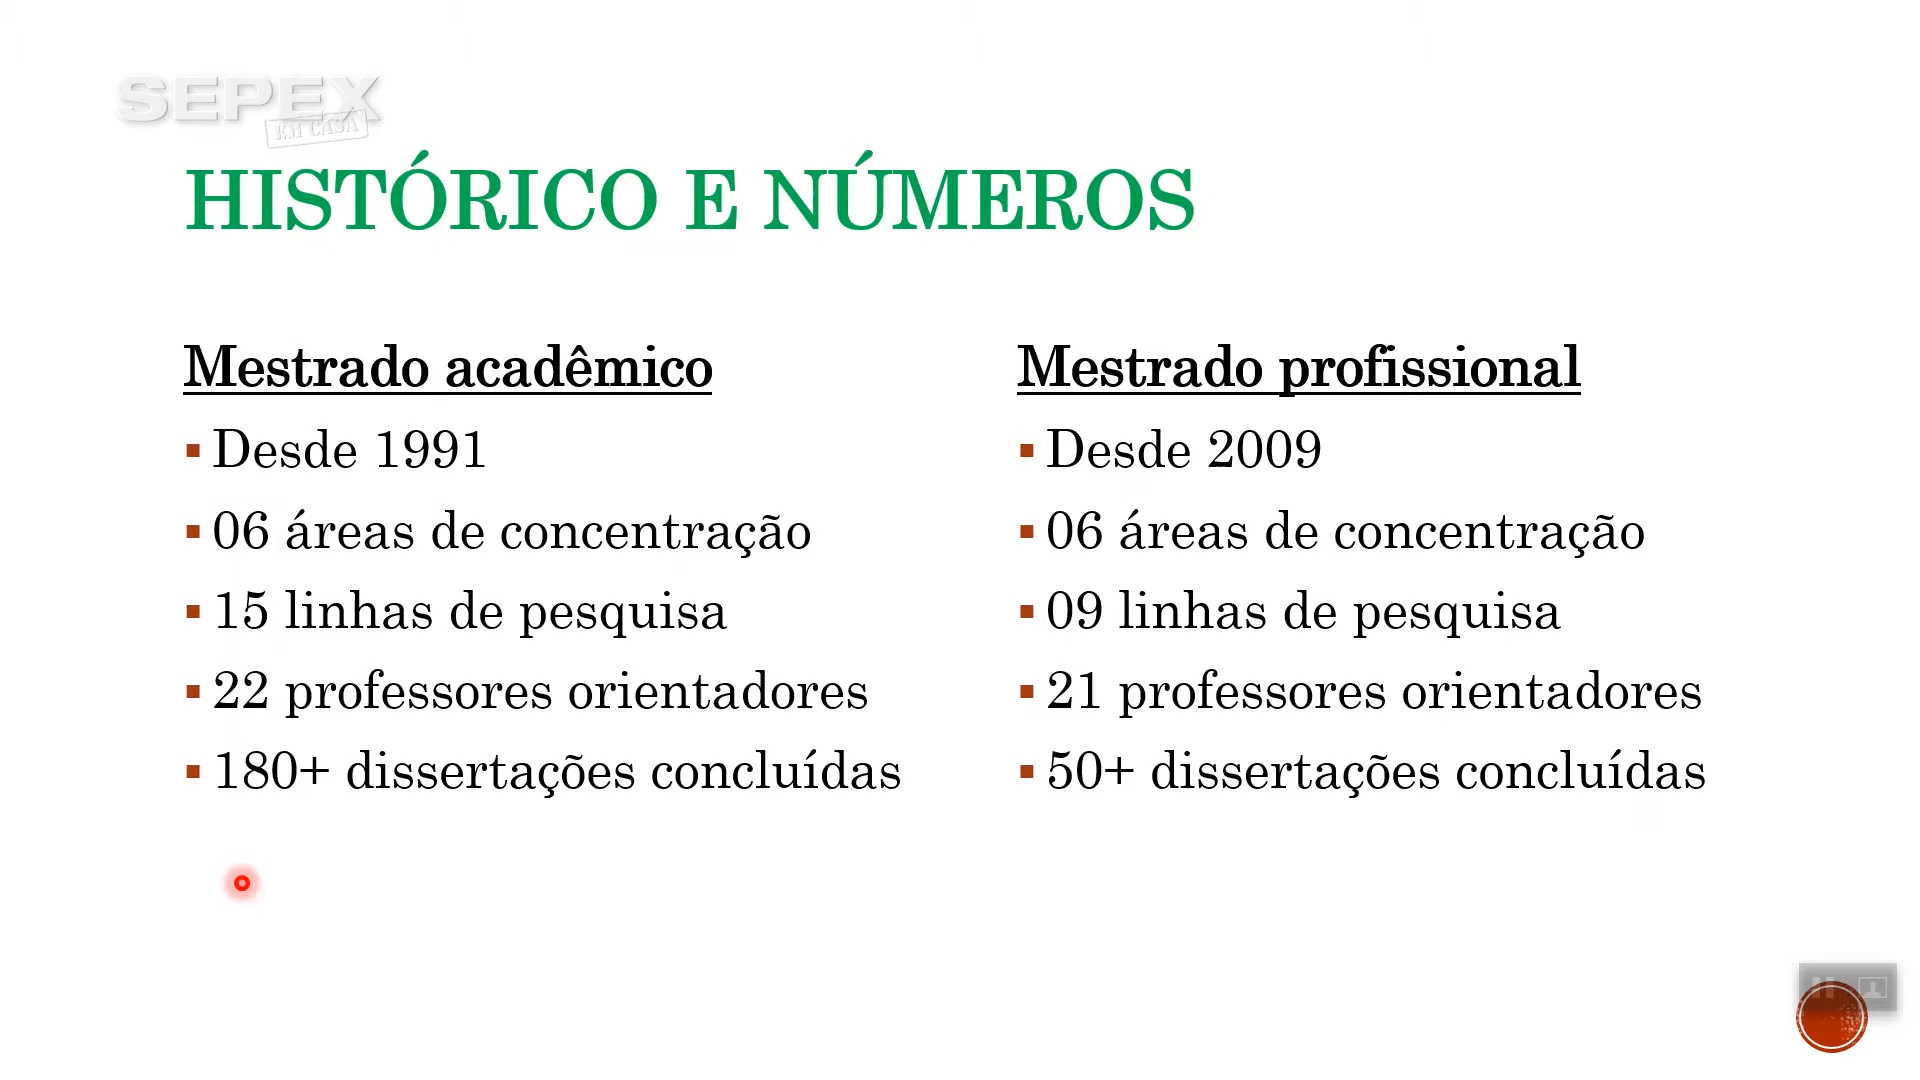 SEPEX
EM CASA
HISTÓRICO E NÚMEROS
Mestrado acadêmico
Desde 1991
06 áreas de concentração
15 linhas de pesquisa
22 professores orientadores
180+ dissertações concluídas
Mestrado profissional
Desde 2009
06 áreas de concentração
09 linhas de pesquisa
21 professores orientadores
50+ dissertações concluídas